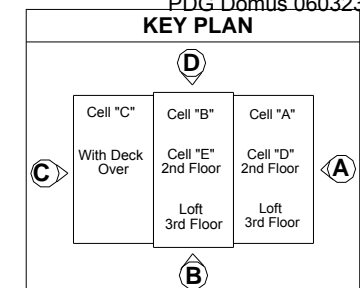 PDG Domus 060323
KEY PLAN
D
Cell "C"
Cell "B"
Cell "A"
With Deck
Over
Cell "E"
2nd Floor
Cell "D"
2nd Floor
C
A
Loft
3rd Floor
Loft
3rd Floor
B